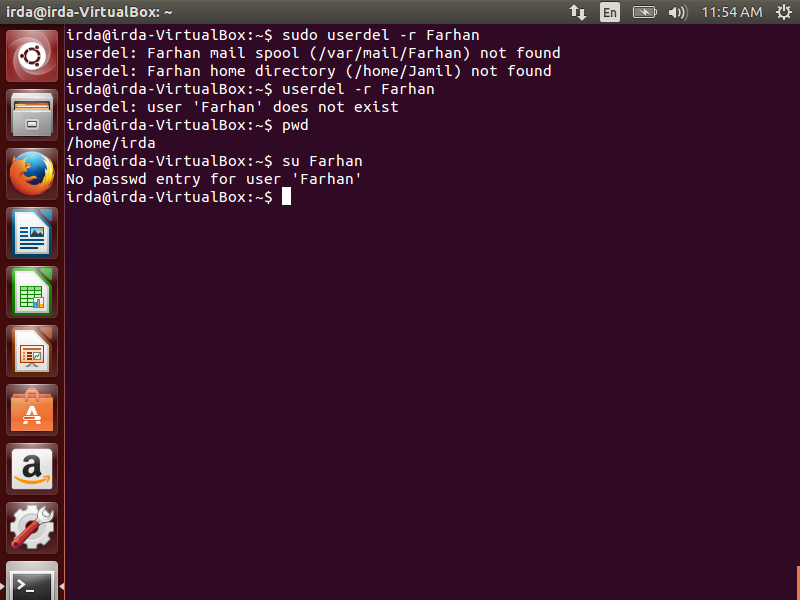 irda@irda-VirtualBox: ~
En
11:54 AM
irda@irda-VirtualBox:~$ sudo userdel -r Farhan
userdel: Farhan mail spool (/var/mail/Farhan) not found
userdel: Farhan home directory (/home/Jamil) not found
irda@irda-VirtualBox:~$ userdel -r Farhan
userdel: user 'Farhan' does not exist
irda@irda-VirtualBox:~$ pwd
/home/irda
irda@irda-VirtualBox:~$ su Farhan
No passwd entry for user 'Farhan'
irda@irda-VirtualBox:~$
A
a
>_